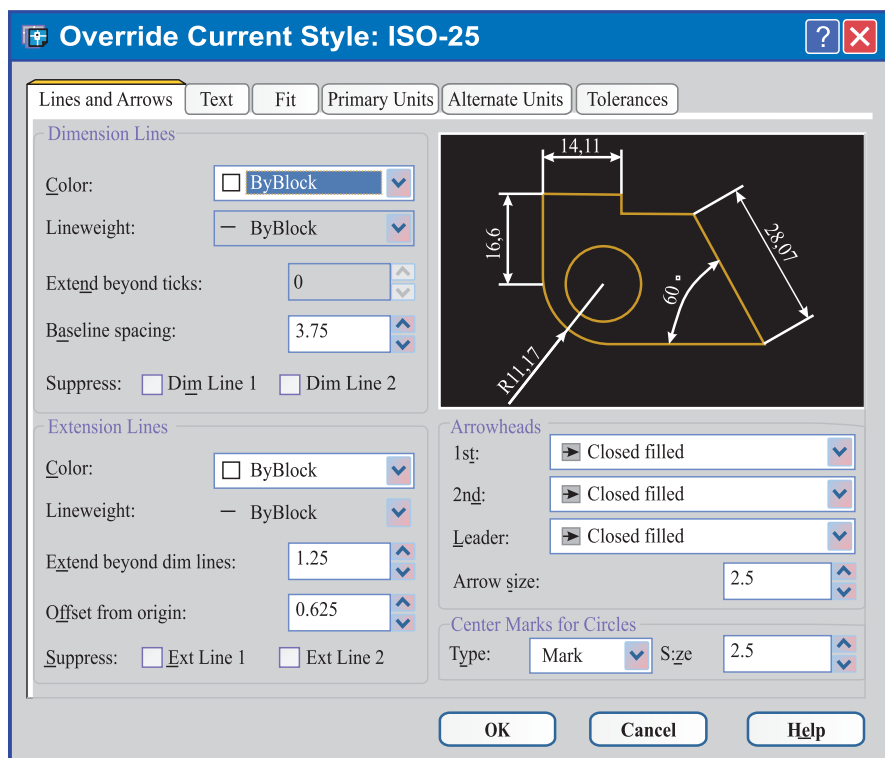 Override Current Style: ISO-25
?
Lines and Arrows
Text
Fit
Primary Units
Alternate Units
Tolerances
Dimension Lines
Color:
ByBlock
Lineweight:
ByBlock
Extend beyond ticks:
0
Baseline spacing:
3.75
Suppress:
Dim Line 1
Dim Line 2
Extension Lines
Color:
ByBlock
Lineweight:
ByBlock
Extend beyond dim lines:
1.25
Offset from origin:
0.625
Suppress:
Ext Line 1
Ext Line 2
14,11
16,6
28,07
60
R11,17
Arrowheads
1st:
Closed filled
2nd:
Closed filled
Leader:
Closed filled
Arrow size:
2.5
Center Marks for Circles
Type:
Mark
S:ze
2.5
OK
Cancel
Help